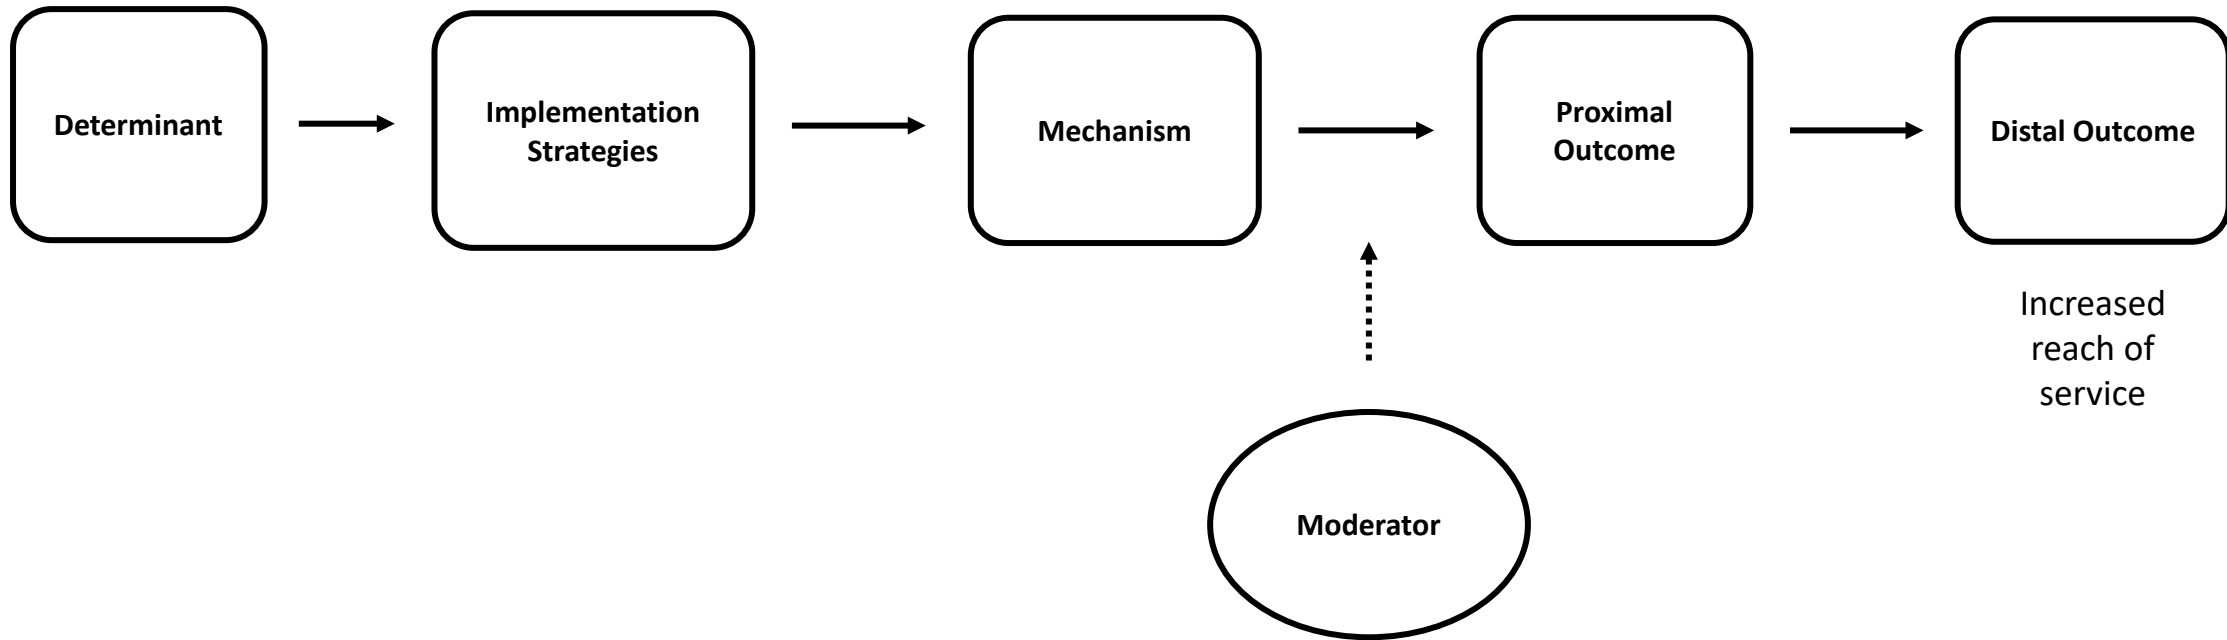 Determinant
Implementation
Strategies
Mechanism
Proximal
Outcome
Distal Outcome
Increased
reach of
service
Moderator